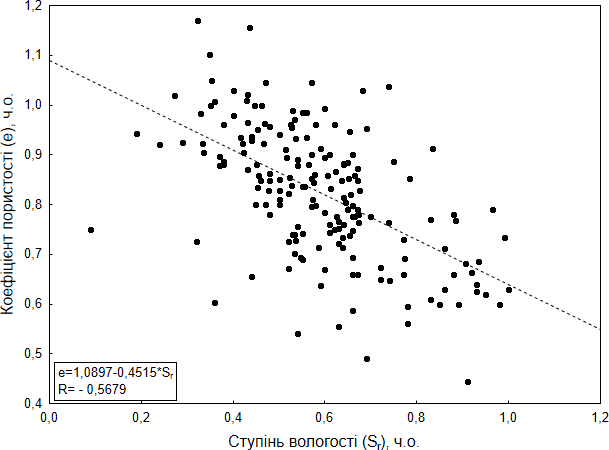 1,2
1,1
1,0
0,9
0,8
0,7
0,6
0,5
0,4
Коефіцієнт пористості (e), ч.о.
e=1,0897-0,4515*Sr
R= - 0,5679
0,0 0,2 0,4 0,6 0,8 1,0 1,2
Ступінь вологості (Sr), ч.о.